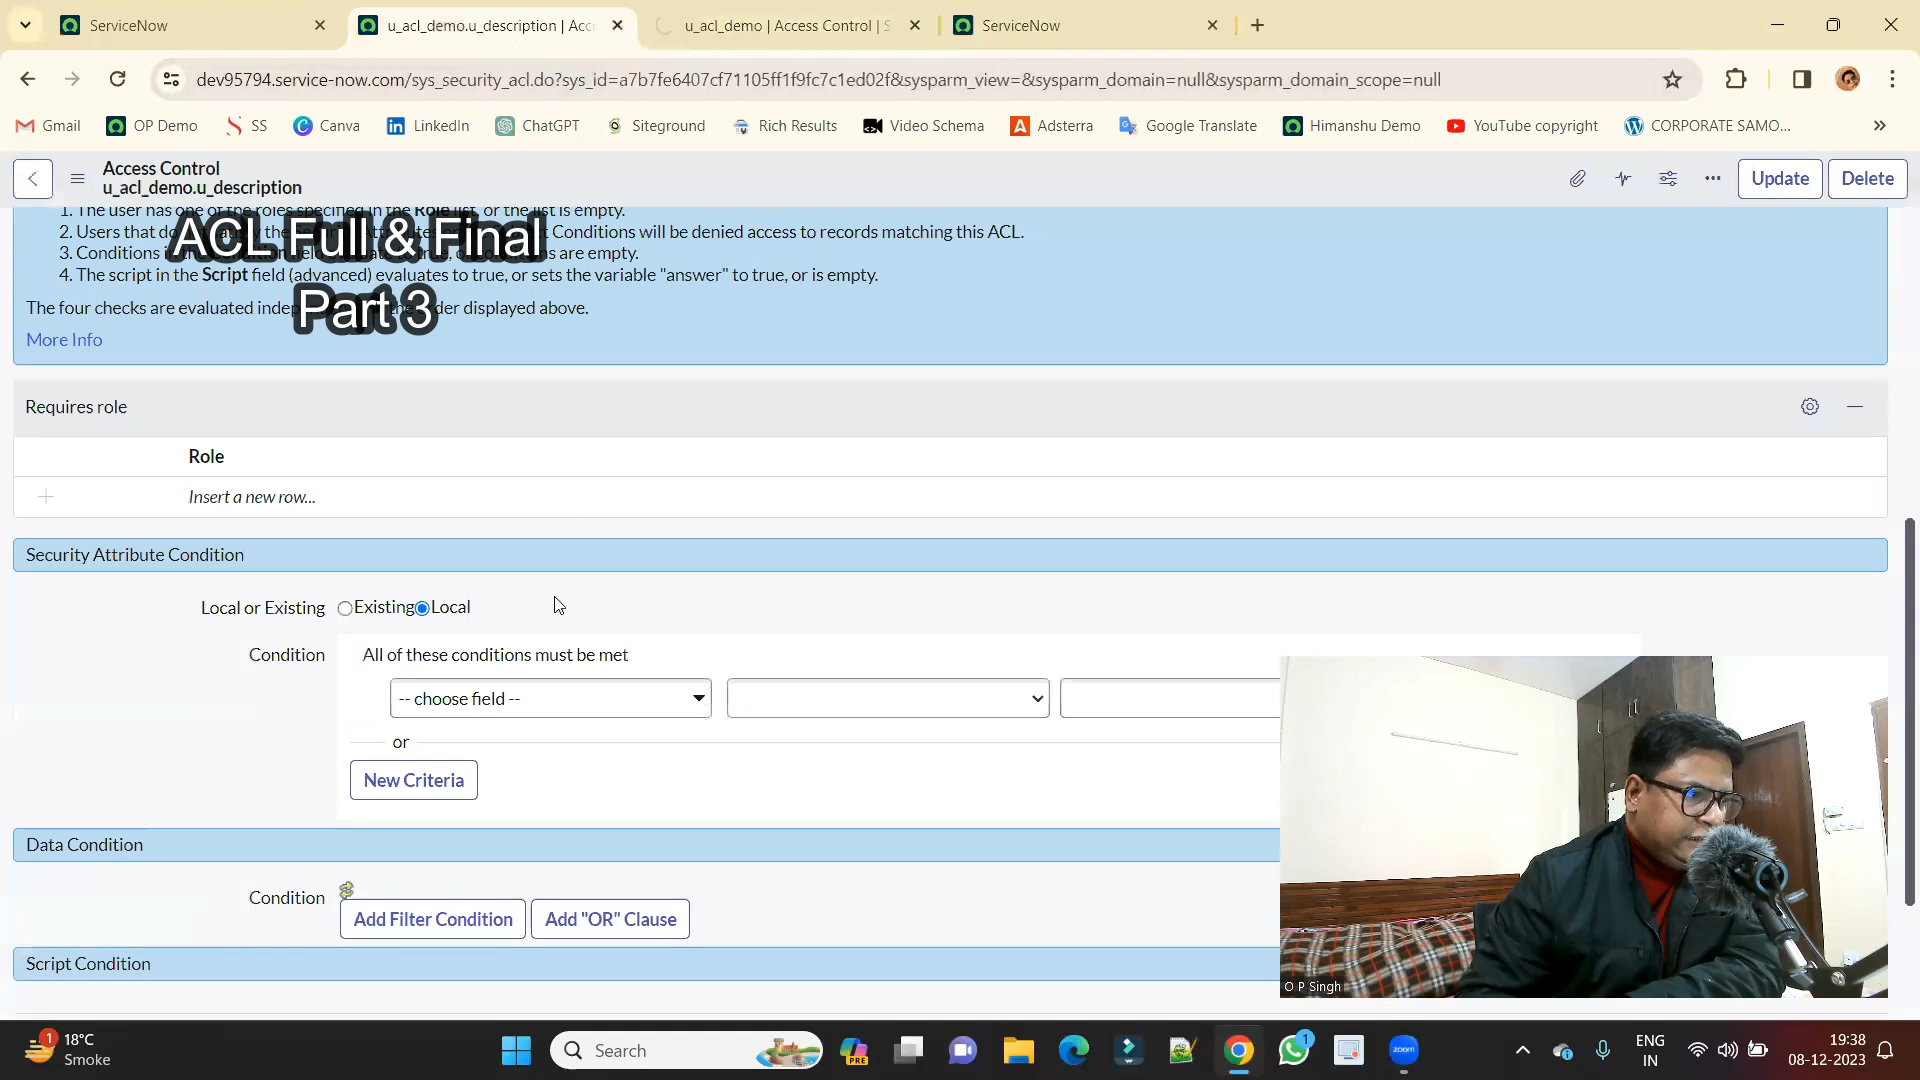 ServiceNow
u_acl_demo.u_description | Acc
u_acl_demo | Access Control | S
ServiceNow
dev95794.service-now.com/sys_security_acl.do?sys_id=a7b7fe6407cf71105ff1f9fc7c1ed02f&sysparm_view=&sysparm_domain=null&sysparm_domain_scope=null
Gmail
OP Demo
SS
Canva
LinkedIn
ChatGPT
Siteground
Rich Results
Video Schema
Adsterra
Google Translate
Himanshu Demo
YouTube copyright
CORPORATE SAMO...
Access Control
u_acl_demo.u_description
Update
Delete
1. The user has one of the roles specified in the Role list, or the list is empty.
2. Users that do Conditions will be denied access to records matching this ACL.
3. Conditions in are empty.
4. The script in the Script field (advanced) evaluates to true, or sets the variable "answer" to true, or is empty.
The four checks are evaluated order displayed above.
ACL Full & Final
Part 3
More Info
Requires role
Role
Insert a new row...
Security Attribute Condition
Local or Existing Existing Local
Condition All of these conditions must be met
-- choose field --
or
New Criteria
Data Condition
Condition
Add Filter Condition Add "OR" Clause
Script Condition
O P Singh
1
18°C
Smoke
Search
PRE
1
zoom
ENG
IN
19:38
08-12-2023